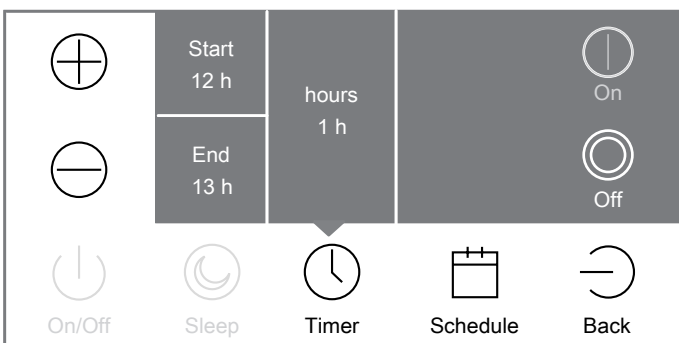 Start
12 h
hours
1 h
On
End
13 h
Off
On/Off
Sleep
Timer
Schedule
Back